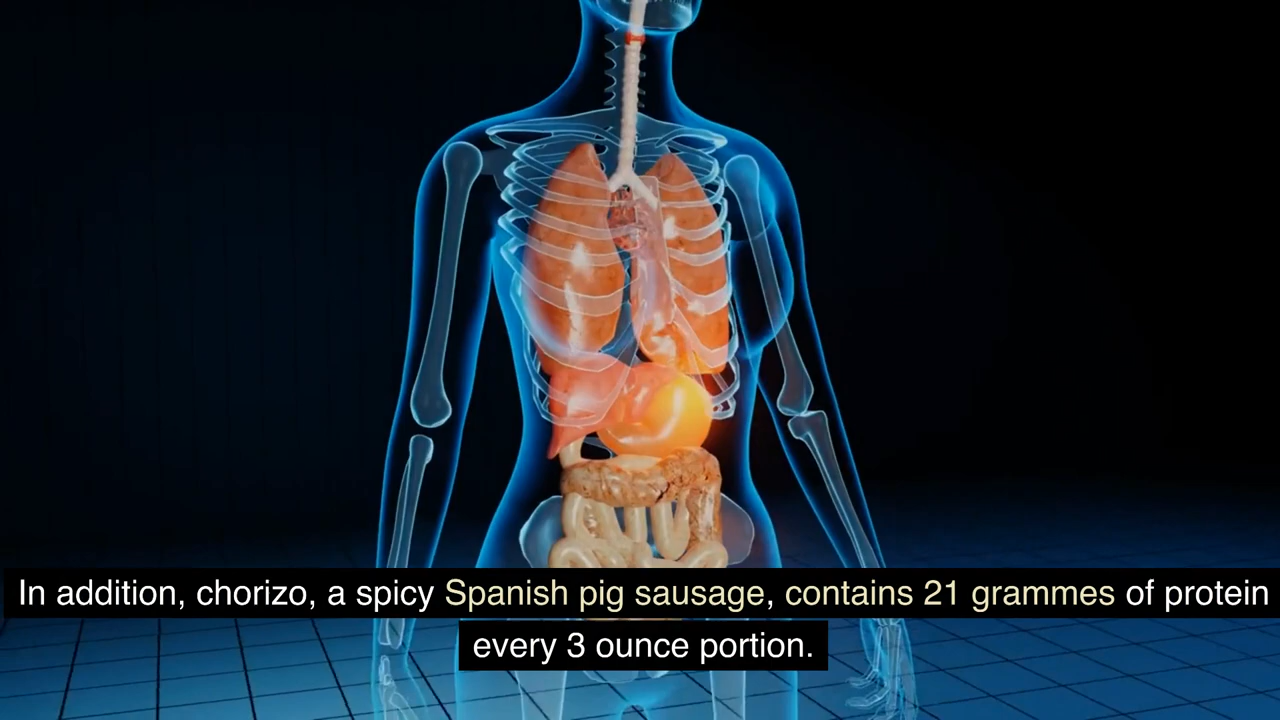 In addition, chorizo, a spicy Spanish pig sausage, contains 21 grammes of protein
every 3 ounce portion.